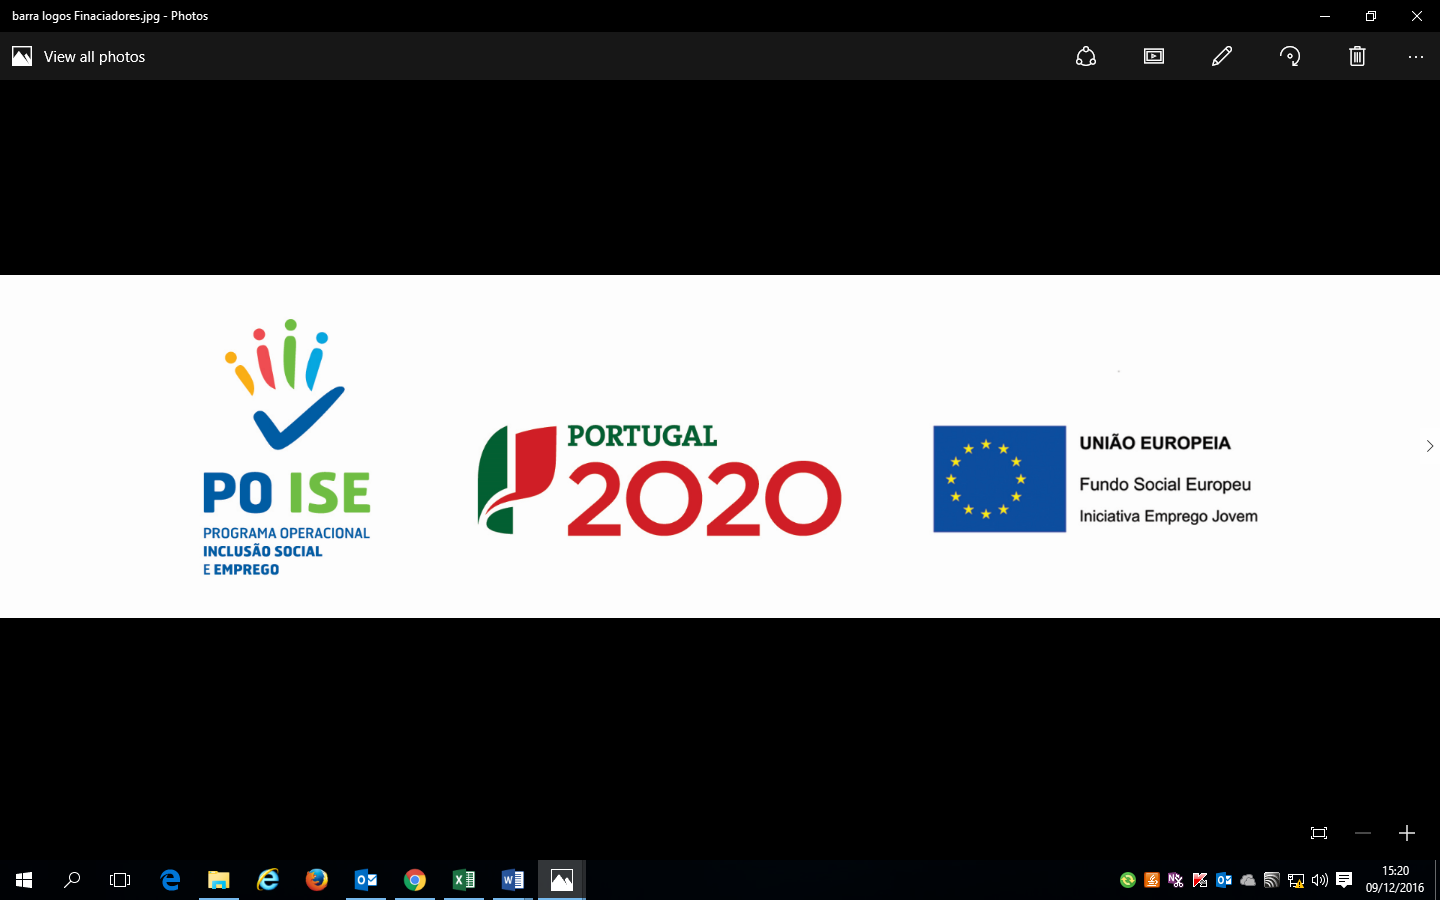 barra logos Finaciadores.jpg - Photos
View all photos
PO ISE
PROGRAMA OPERACIONAL
INCLUSÃO SOCIAL
E EMPREGO
PORTUGAL
2020
UNIÃO EUROPEIA
Fundo Social Europeu
Iniciativa Emprego Jovem
15:20
09/12/2016